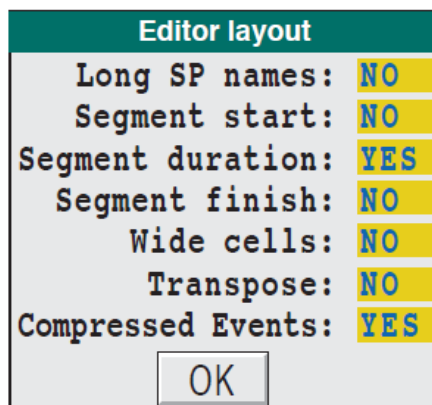 Editor layout
Long SP names: NO
Segment start: NO
Segment duration: YES
Segment finish: NO
Wide cells: NO
Transpose: NO
Compressed Events: YES
OK